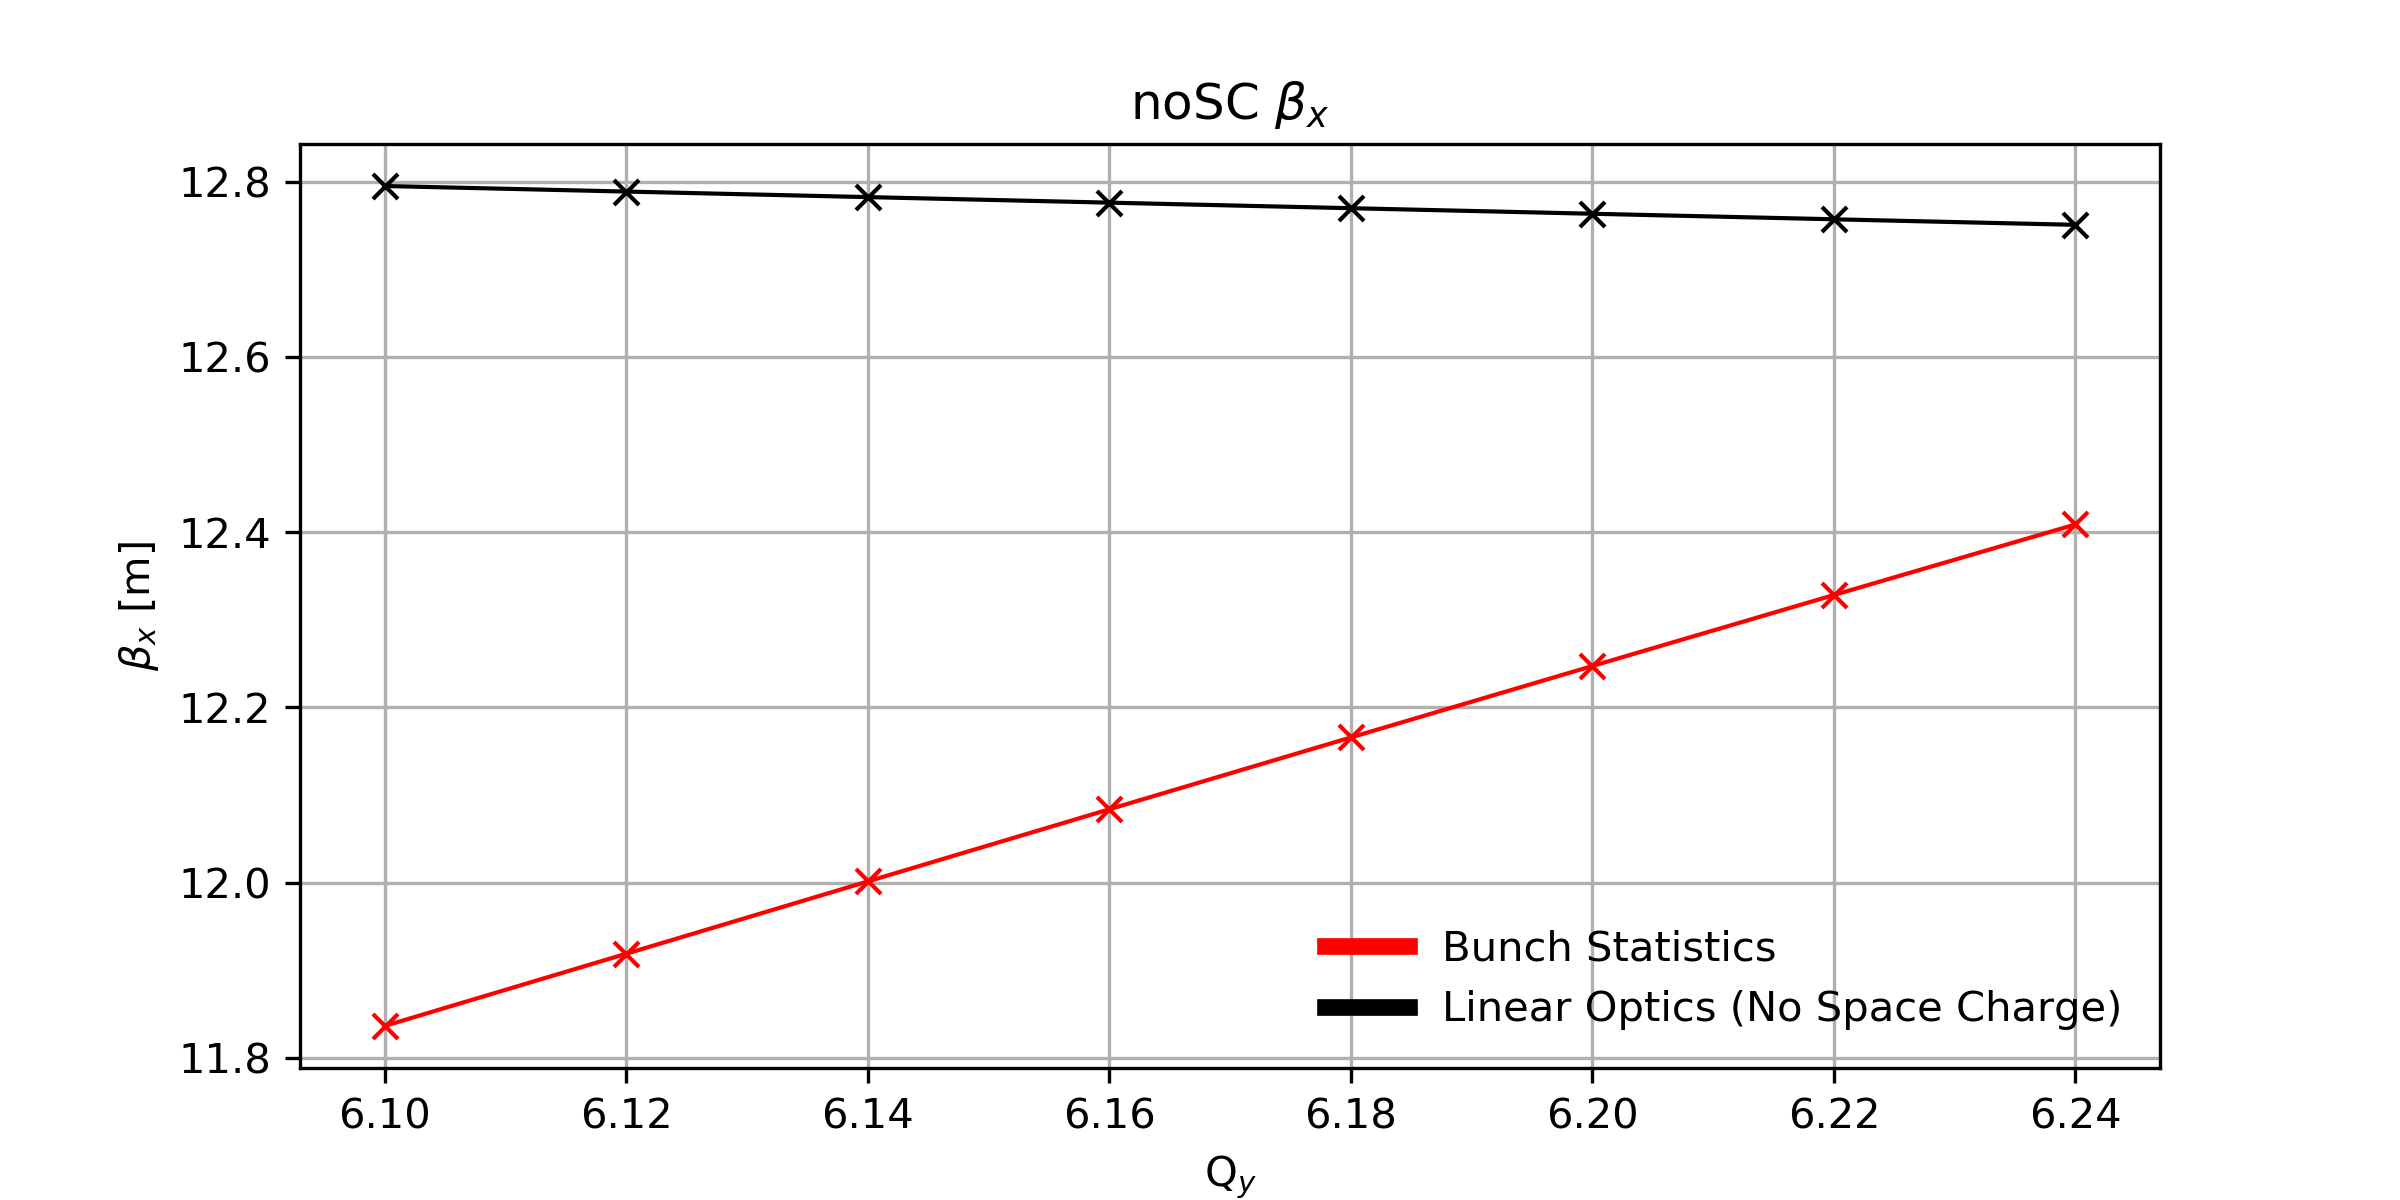 noSC βx
12.8
12.6
12.4
12.2
12.0
11.8
βx [m]
Bunch Statistics
Linear Optics (No Space Charge)
6.10 6.12 6.14 6.16 6.18 6.20 6.22 6.24
Qy